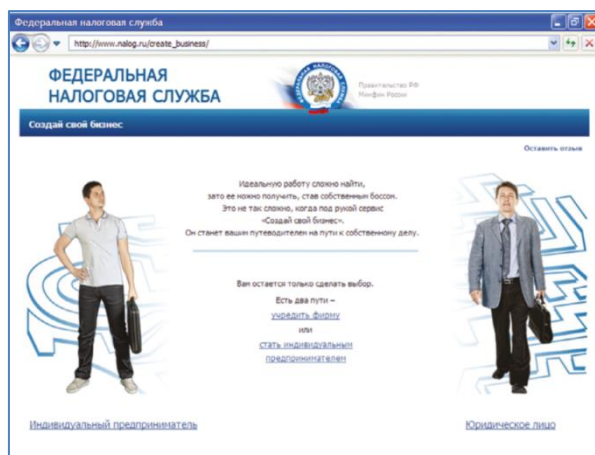 Федеральная налоговая служба
http://www.nalog.ru/create_business/
ФЕДЕРАЛЬНАЯ
НАЛОГОВАЯ СЛУЖБА
Правительство РФ
Минфин России
Создай свой бизнес
Оставить отзыв
Идеальную работу сложно найти,
зато ее можно получить, став собственным боссом.
Это не так сложно, когда под рукой сервис
«Создай свой бизнес».
Он станет вашим путеводителем на пути к собственному делу.
Вам остается только сделать выбор.
Есть два пути –
учредить фирму
или
стать индивидуальным
предпринимателем
Индивидуальный предприниматель
Юридическое лицо